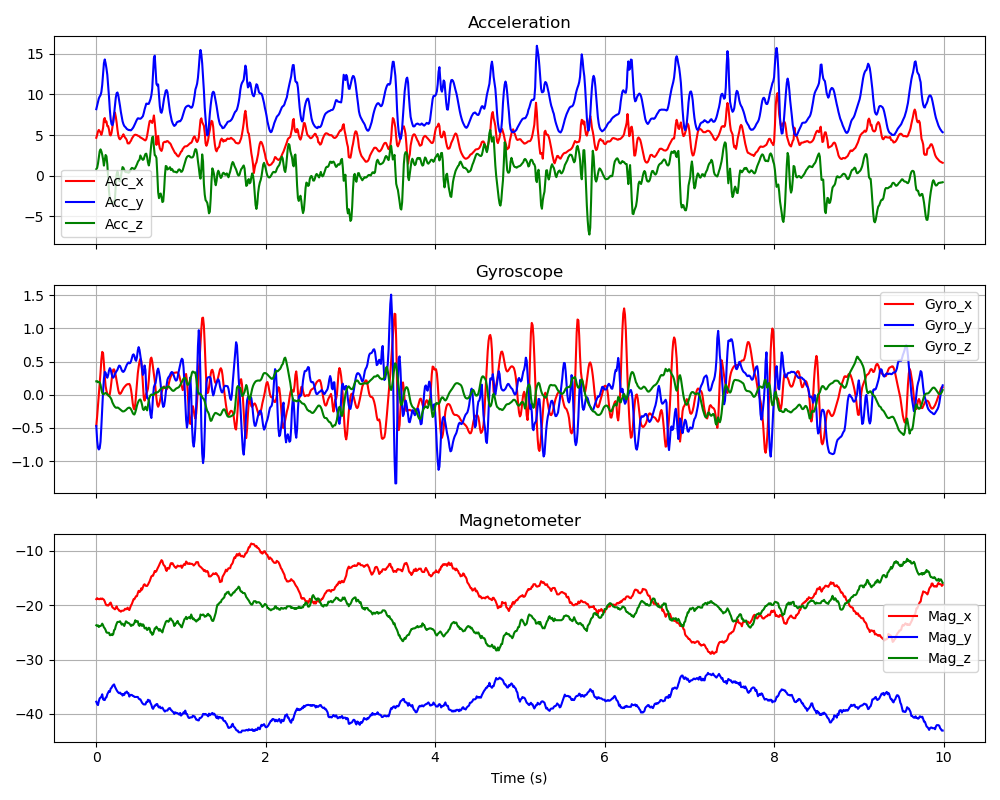 Acceleration
15
10
5
0
−5
Acc_x
Acc_y
Acc_z
Gyroscope
1.5
1.0
0.5
0.0
−0.5
−1.0
Gyro_x
Gyro_y
Gyro_z
Magnetometer
−10
−20
−30
−40
Mag_x
Mag_y
Mag_z
0 2 4 6 8 10
Time (s)